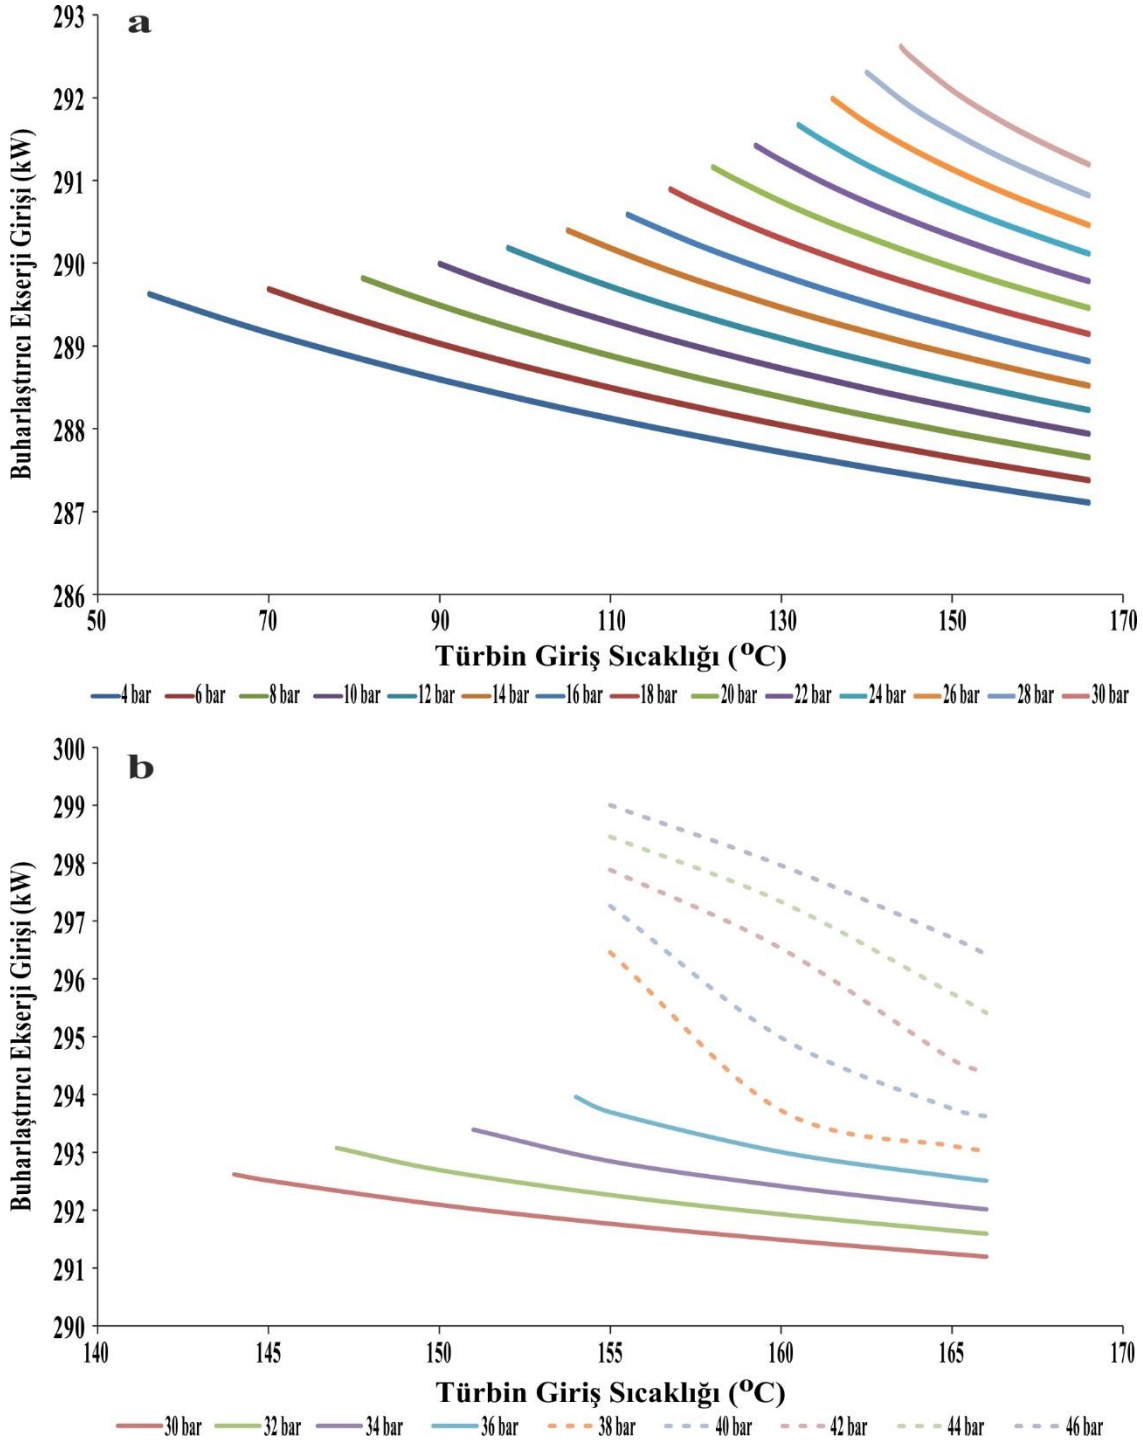 a
293
292
291
290
289
288
287
286
Buharlaştırıcı Ekserji Girişi (kW)
50 70 90 110 130 150 170
Türbin Giriş Sıcaklığı (ºC)
4 bar 6 bar 8 bar 10 bar 12 bar 14 bar 16 bar 18 bar 20 bar 22 bar 24 bar 26 bar 28 bar 30 bar
b
300
299
298
297
296
295
294
293
292
291
290
Buharlaştırıcı Ekserji Girişi (kW)
140 145 150 155 160 165 170
Türbin Giriş Sıcaklığı (ºC)
30 bar 32 bar 34 bar 36 bar 38 bar 40 bar 42 bar 44 bar 46 bar